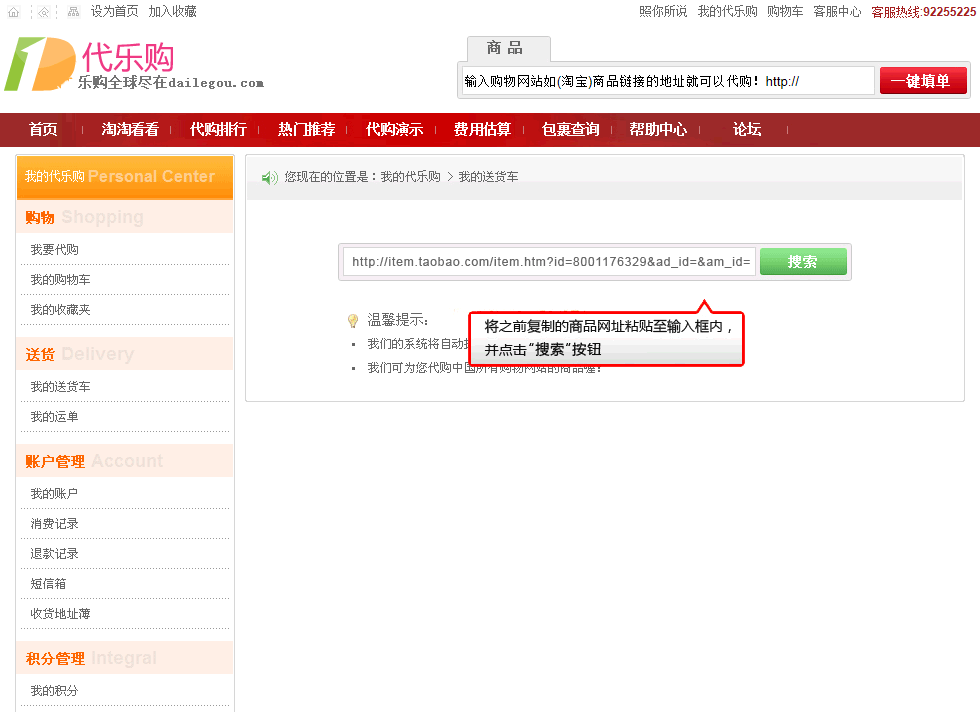 设为首页 加入收藏
照你所说 我的代乐购 购物车 客服中心 客服热线:92255225
代乐购
乐购全球尽在dailegou.com
商 品
输入购物网站如(淘宝)商品链接的地址就可以代购！http://
一键填单
首页 淘淘看看 代购排行 热门推荐 代购演示 费用估算 包裹查询 帮助中心 论坛
我的代乐购 Personal Center
您现在的位置是：我的代乐购 > 我的送货车
购物 Shopping
我要代购
我的购物车
我的收藏夹
送货 Delivery
我的送货车
我的运单
账户管理 Account
我的账户
消费记录
退款记录
短信箱
收货地址薄
积分管理 Integral
我的积分
http://item.taobao.com/item.htm?id=8001176329&ad_id=&am_id=
搜索
温馨提示：
我们的系统将自动
我们可为您代购中国所有购物网站的商品喔！
将之前复制的商品网址粘贴至输入框内，
并点击“搜索”按钮